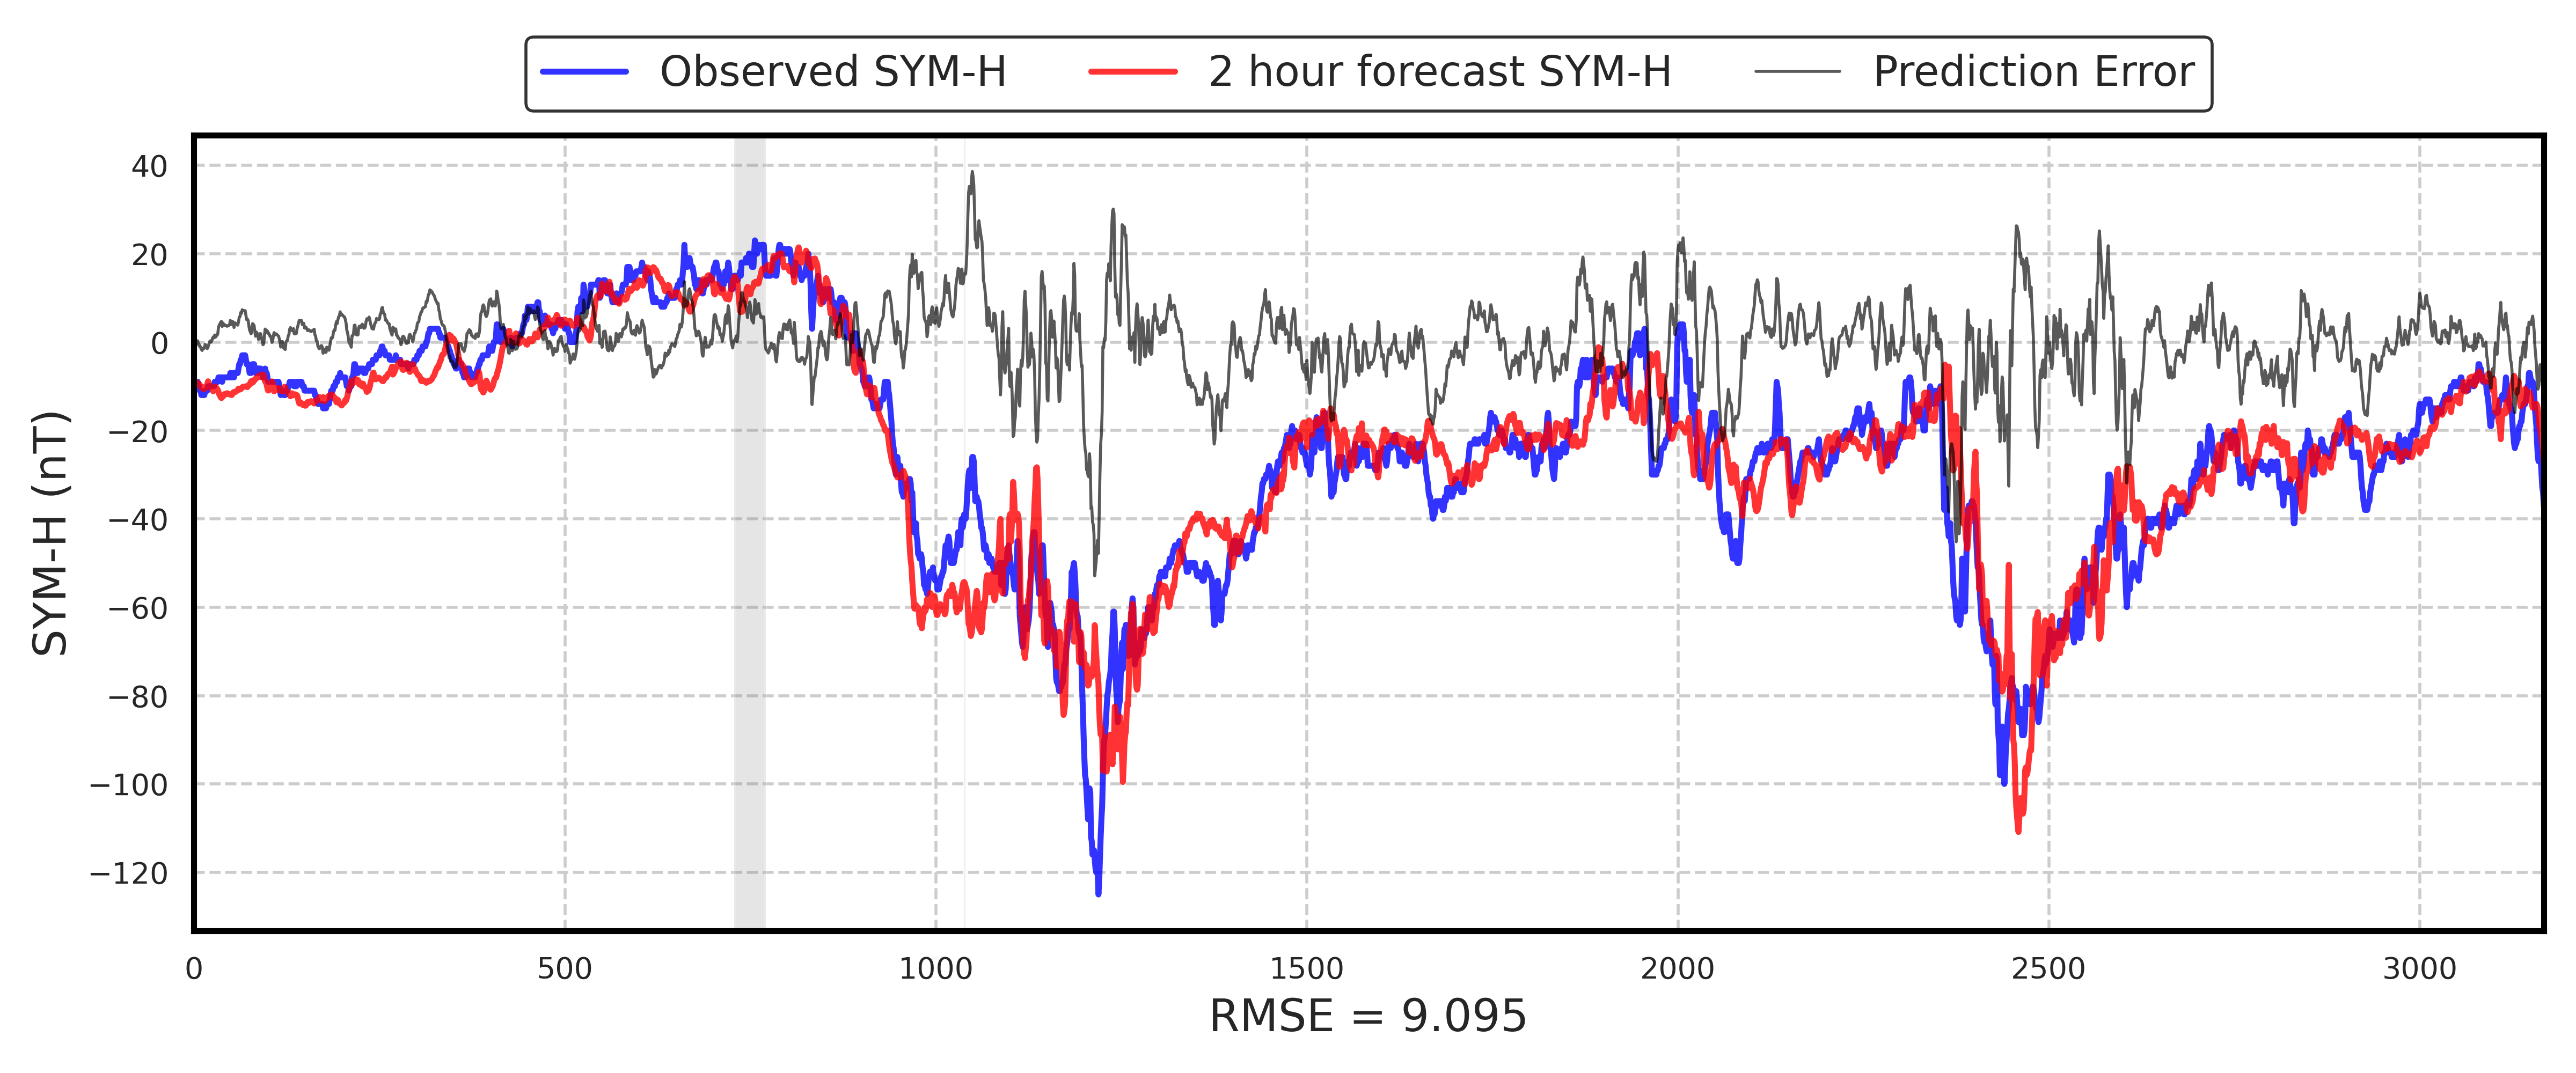 Observed SYM-H 2 hour forecast SYM-H Prediction Error
SYM-H (nT)
40
20
0
−20
−40
−60
−80
−100
−120
0 500 1000 1500 2000 2500 3000
RMSE = 9.095